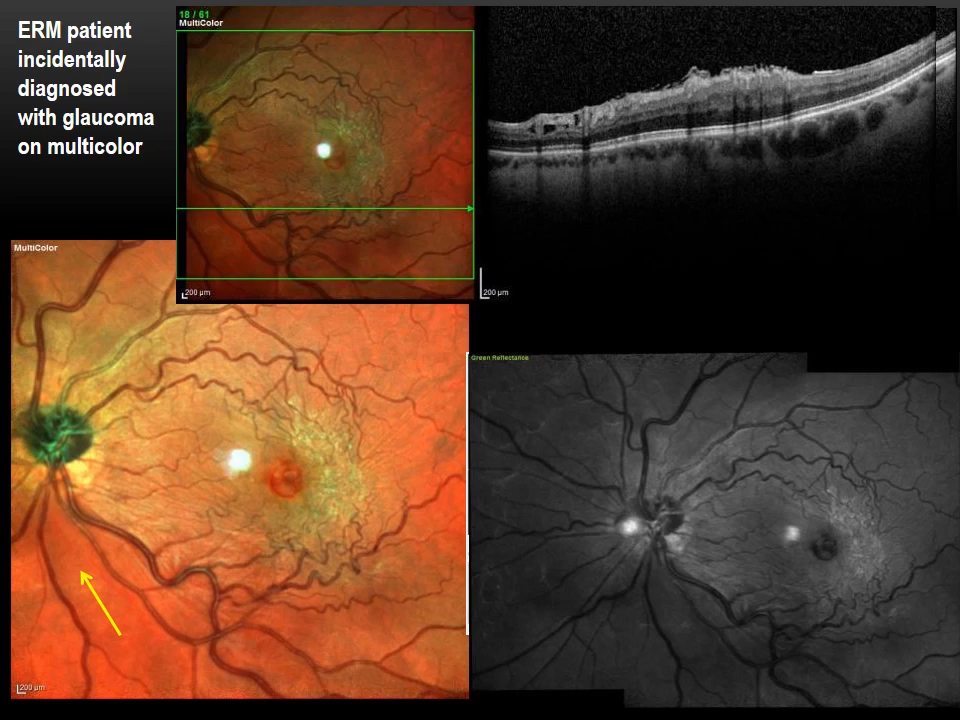 ERM patient
incidentally
diagnosed
with glaucoma
on multicolor
18 / 61
MultiColor
200 µm
200 µm
MultiColor
200 µm
Green Reflectance